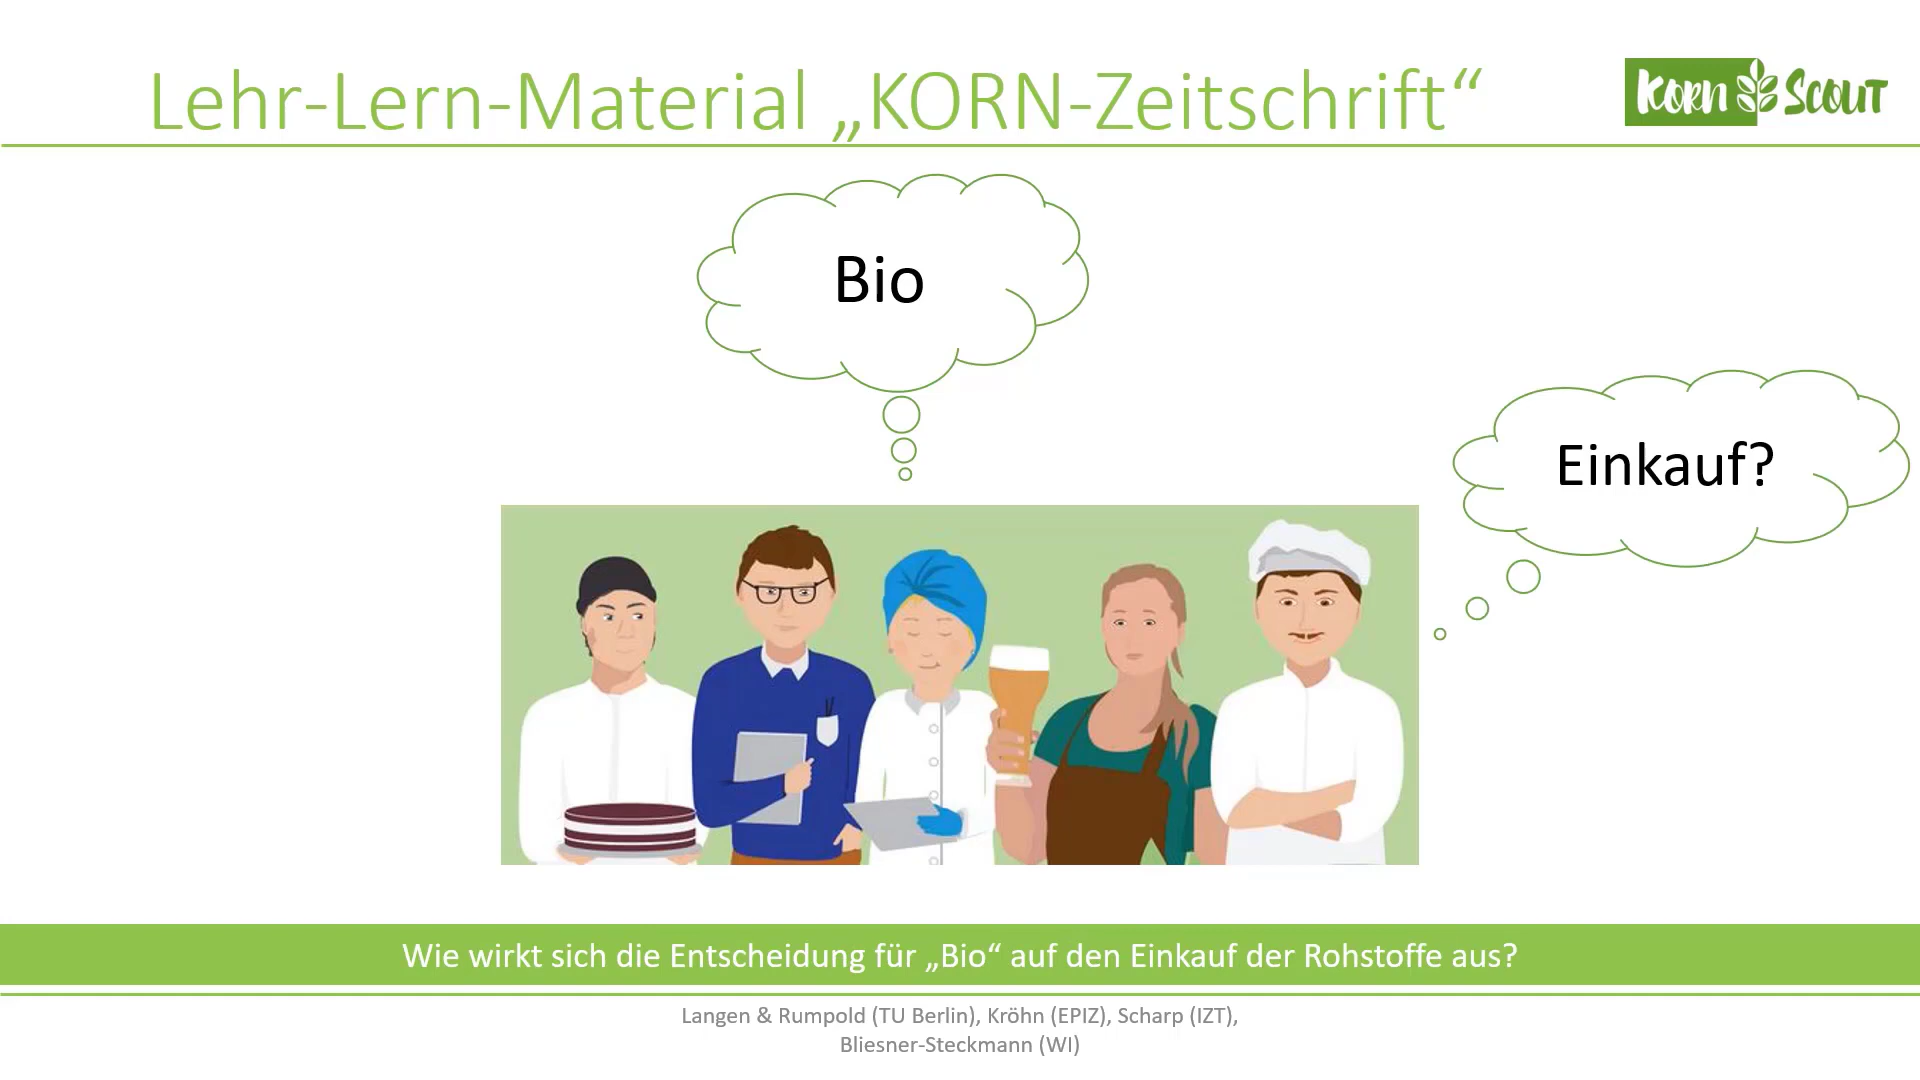 Lehr-Lern-Material „KORN-Zeitschrift“
KORN SCOUT
Bio
Einkauf?
Wie wirkt sich die Entscheidung für „Bio“ auf den Einkauf der Rohstoffe aus?
Langen & Rumpold (TU Berlin), Kröhn (EPIZ), Scharp (IZT),
Bliesner-Steckmann (WI)